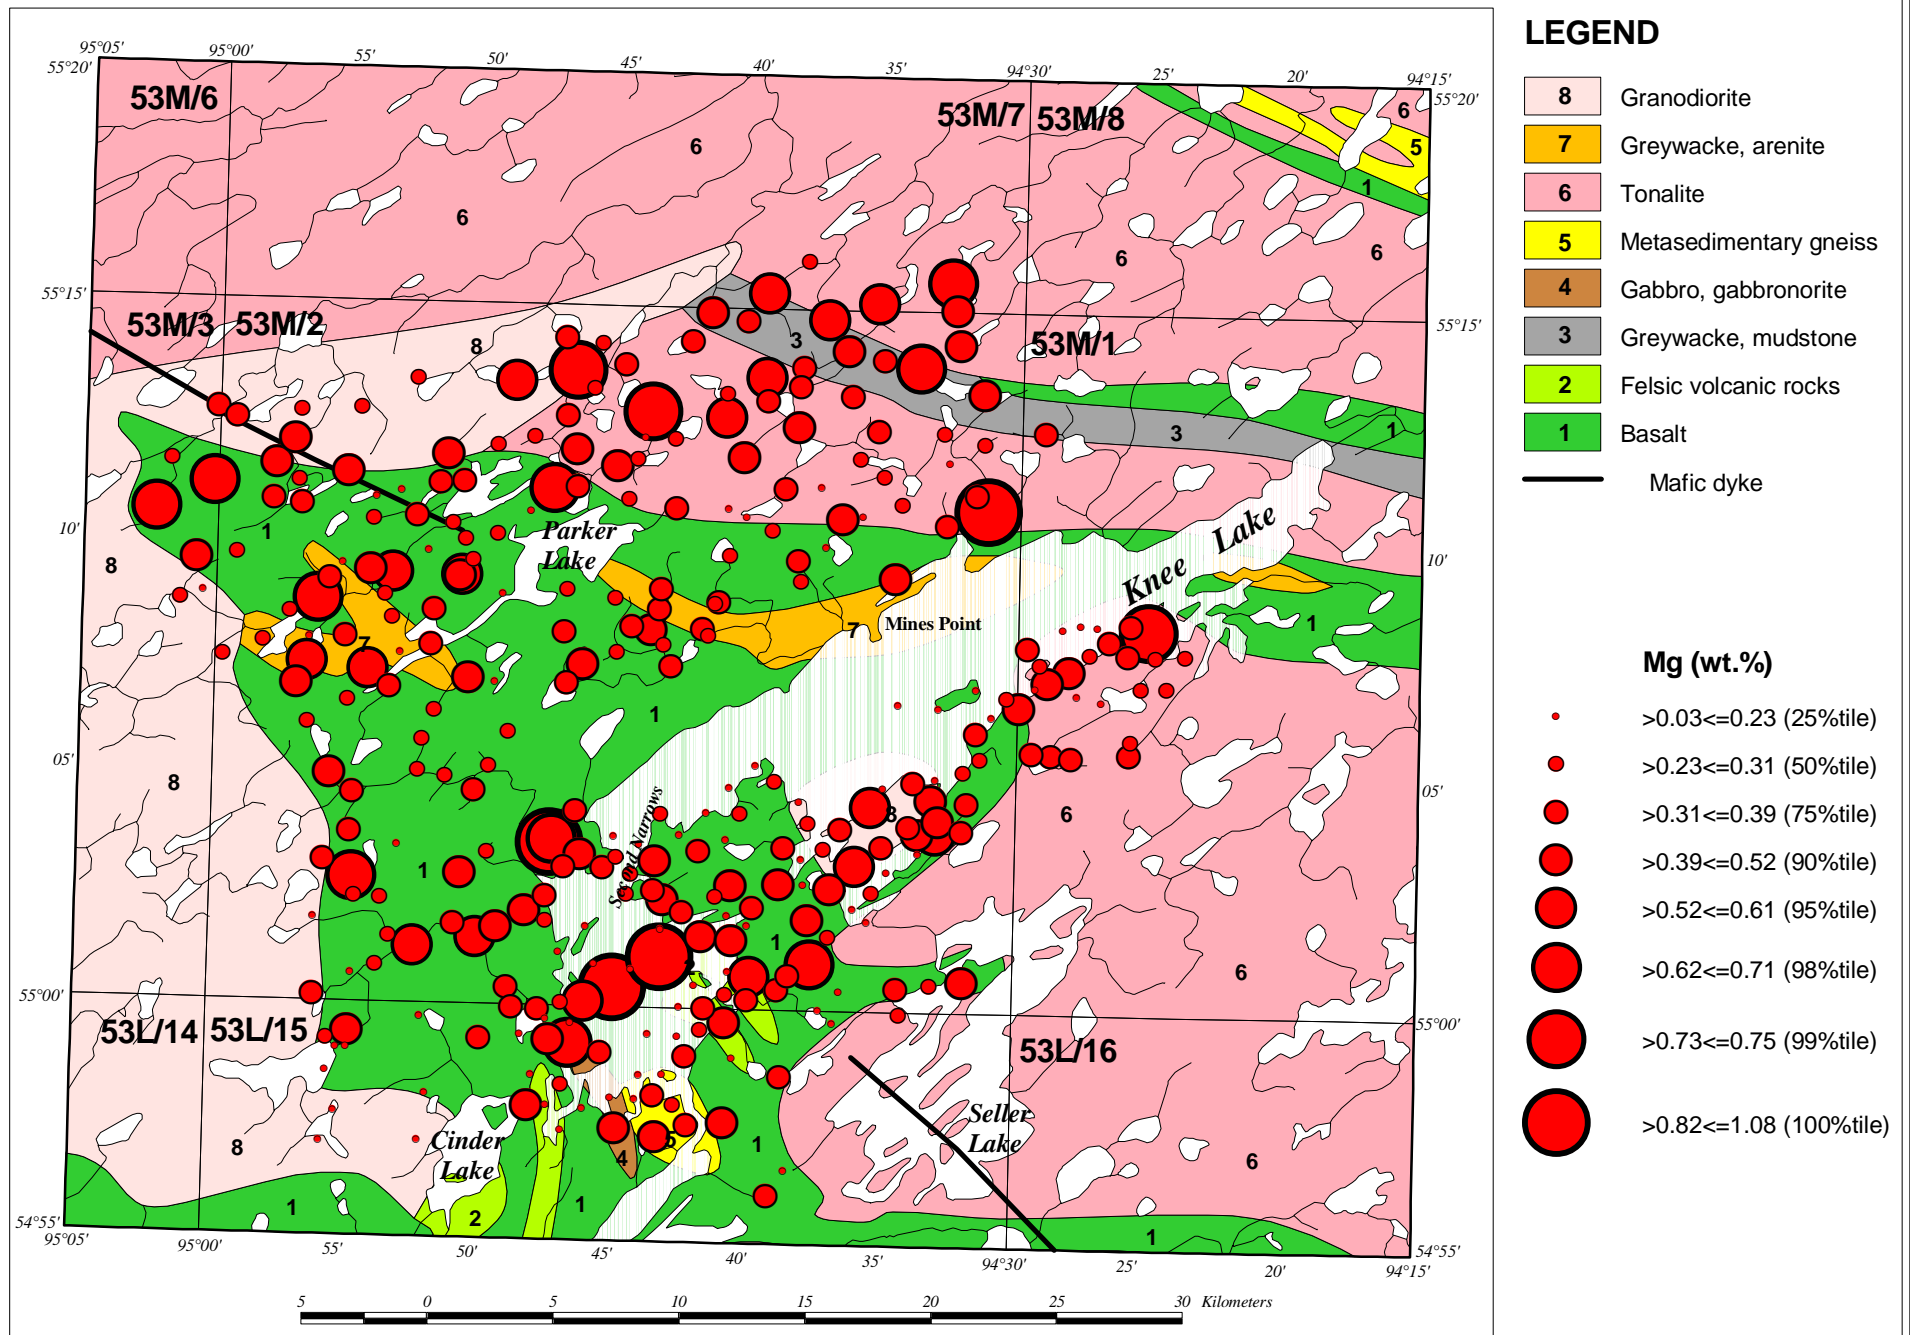 LEGEND
8 Granodiorite
7 Greywacke, arenite
6 Tonalite
5 Metasedimentary gneiss
4 Gabbro, gabbronorite
3 Greywacke, mudstone
2 Felsic volcanic rocks
1 Basalt
Mafic dyke
Mg (wt.%)
>0.03<=0.23 (25%tile)
>0.23<=0.31 (50%tile)
>0.31<=0.39 (75%tile)
>0.39<=0.52 (90%tile)
>0.52<=0.61 (95%tile)
>0.62<=0.71 (98%tile)
>0.73<=0.75 (99%tile)
>0.82<=1.08 (100%tile)
95°05' 95°00' 55' 50' 45' 40' 35' 94°30' 25' 20' 94°15'
55°20' 55°20'
53M/6 53M/7 53M/8
6 6 5
6 1
6 6 6
55°15' 55°15'
53M/3 53M/2 53M/1
8 3
3 1
10' 10'
1
Parker
Lake
Knee Lake
8
7 7 Mines Point 1
1
05' 05'
8 Second Narrows 8 6
1
1
2 6
55°00' 55°00'
53L/14 53L/15 53L/16
Seller
Lake
Cinder
Lake
8 5 1
4 6
1 2 1 1
54°55' 54°55'
95°05' 95°00' 55' 50' 45' 40' 35' 94°30' 25' 20' 94°15'
5 0 5 10 15 20 25 30 Kilometers